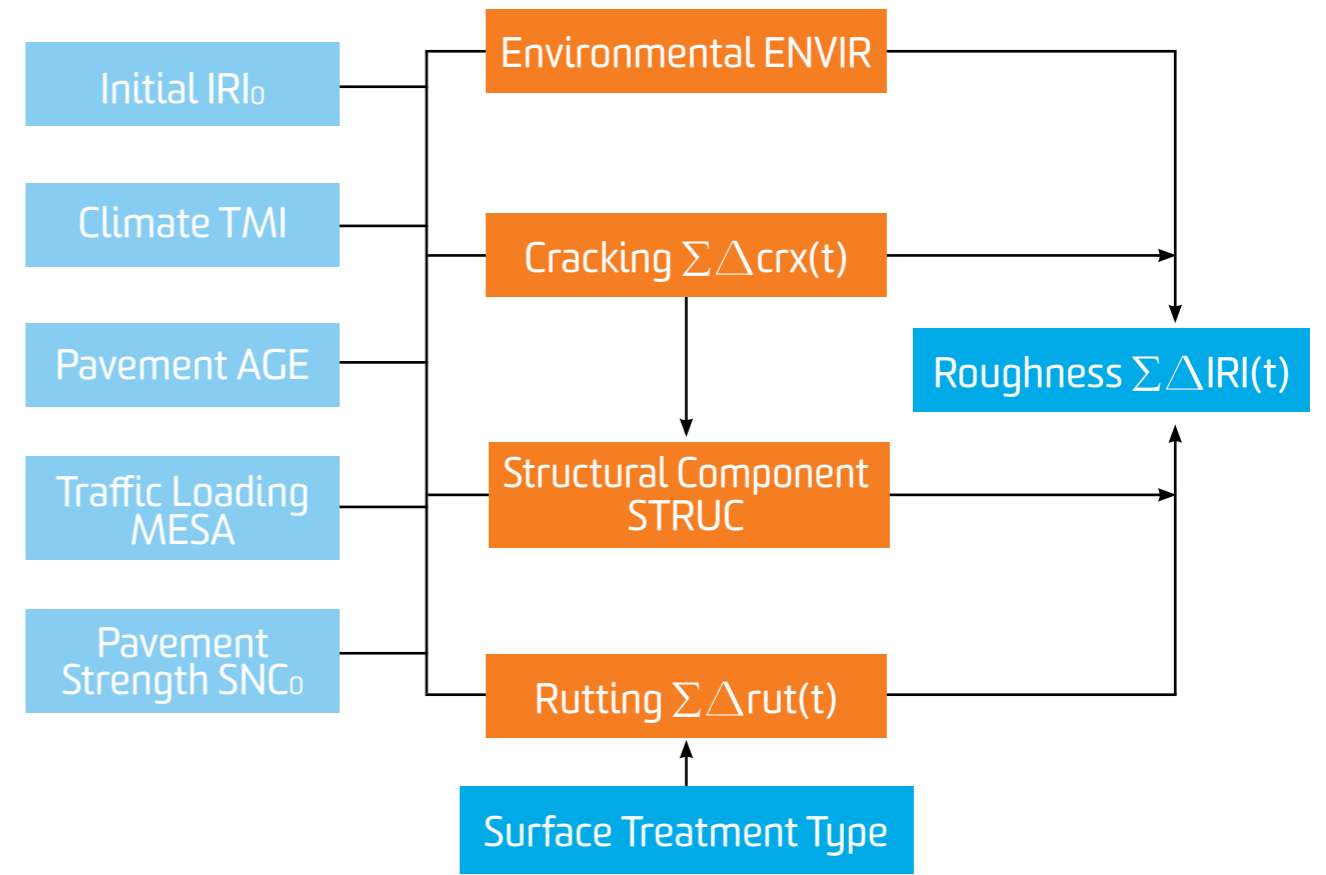 Initial IRI₀
Climate TMI
Pavement AGE
Traffic Loading
MESA
Pavement
Strength SNC₀
Environmental ENVIR
Cracking ∑△crx(t)
Structural Component
STRUC
Rutting ∑△rut(t)
Surface Treatment Type
Roughness ∑△IRI(t)